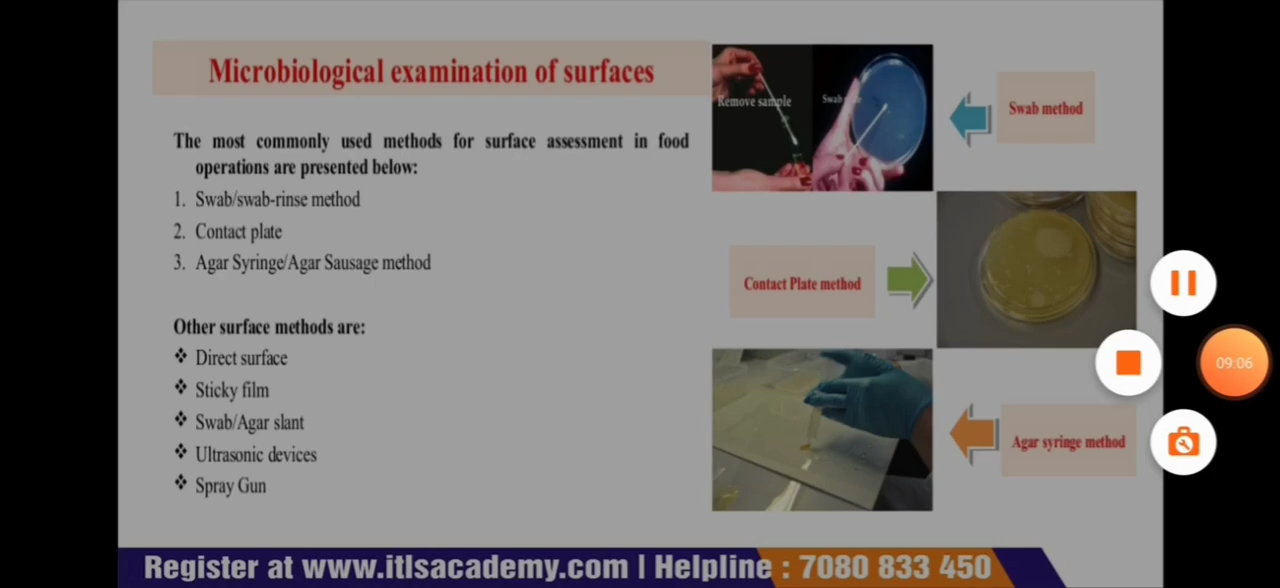 Microbiological examination of surfaces
The most commonly used methods for surface assessment in food
operations are presented below:
1. Swab/swab-rinse method
2. Contact plate
3. Agar Syringe/Agar Sausage method
Other surface methods are:
❖ Direct surface
❖ Sticky film
❖ Swab/Agar slant
❖ Ultrasonic devices
❖ Spray Gun
Remove sample
Swab
Swab method
Contact Plate method
09:06
Agar syringe method
Register at www.itlsacademy.com | Helpline : 7080 833 450